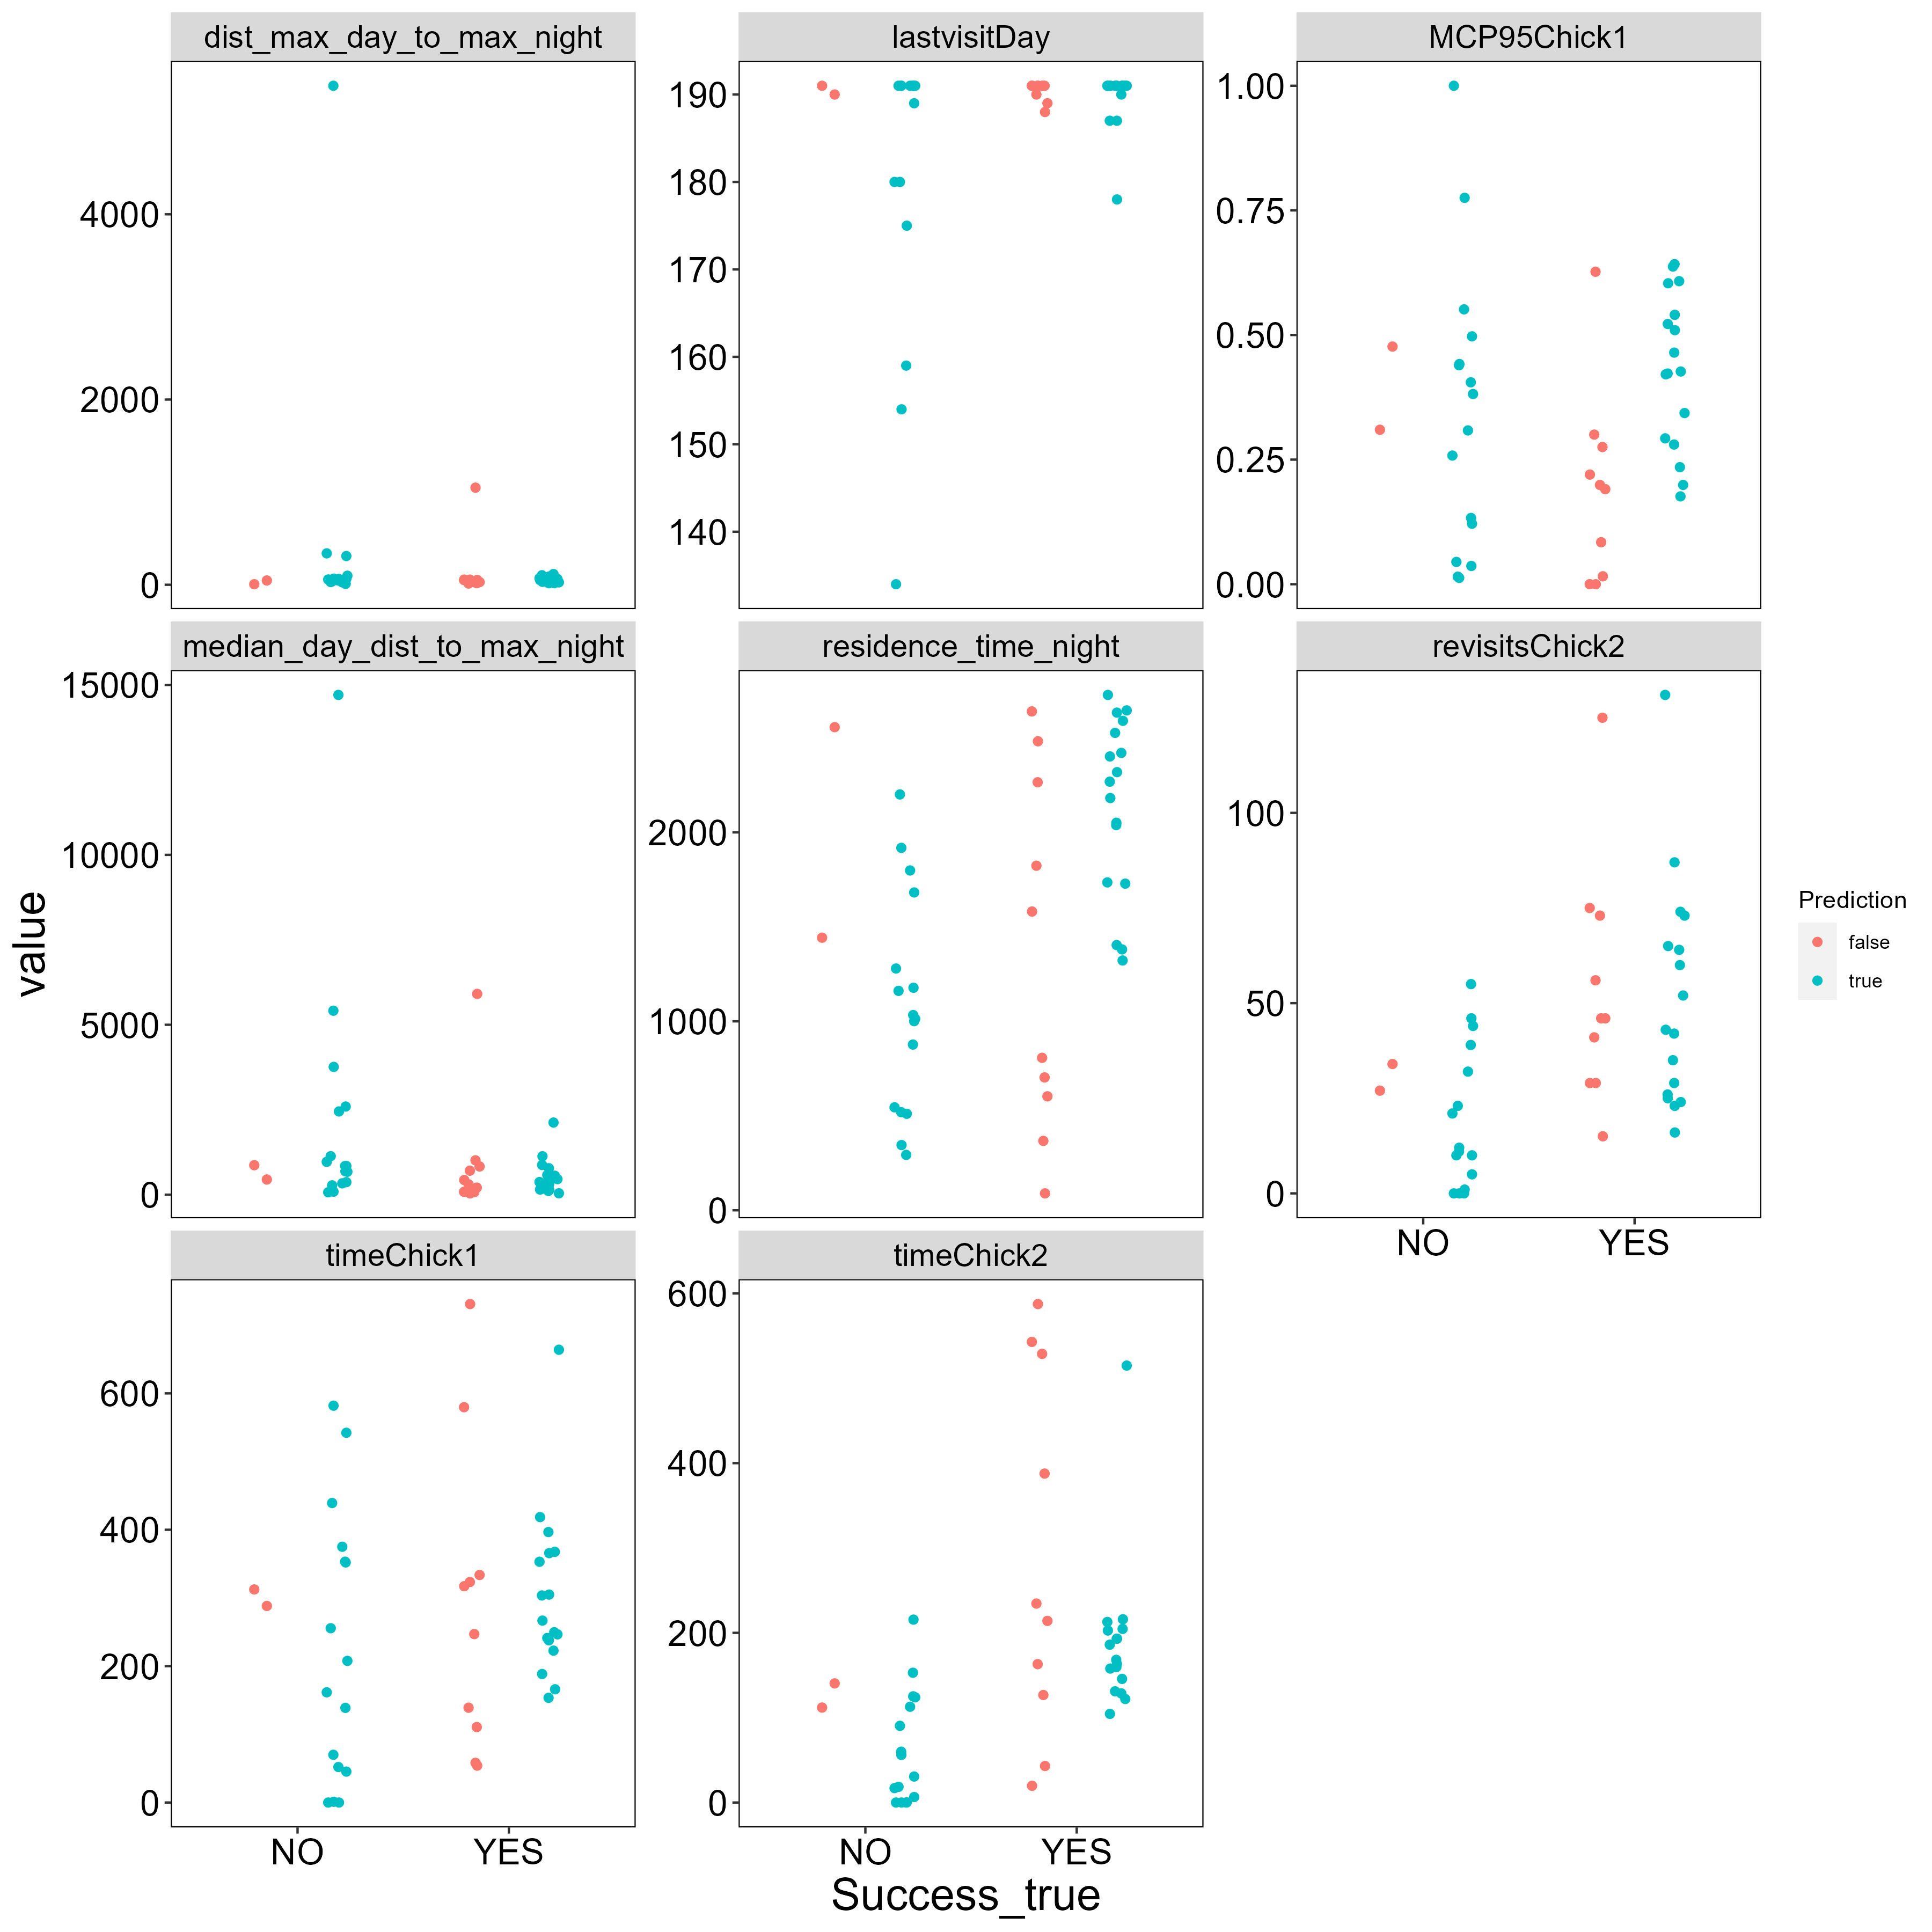 dist_max_day_to_max_night
lastvisitDay
MCP95Chick1
4000
2000
0
190
180
170
160
150
140
1.00
0.75
0.50
0.25
0.00
median_day_dist_to_max_night
residence_time_night
revisitsChick2
15000
10000
5000
0
2000
1000
0
100
50
0
NO
YES
timeChick1
timeChick2
600
400
200
0
600
400
200
0
NO
YES
NO
YES
value
Success_true
Prediction
false
true